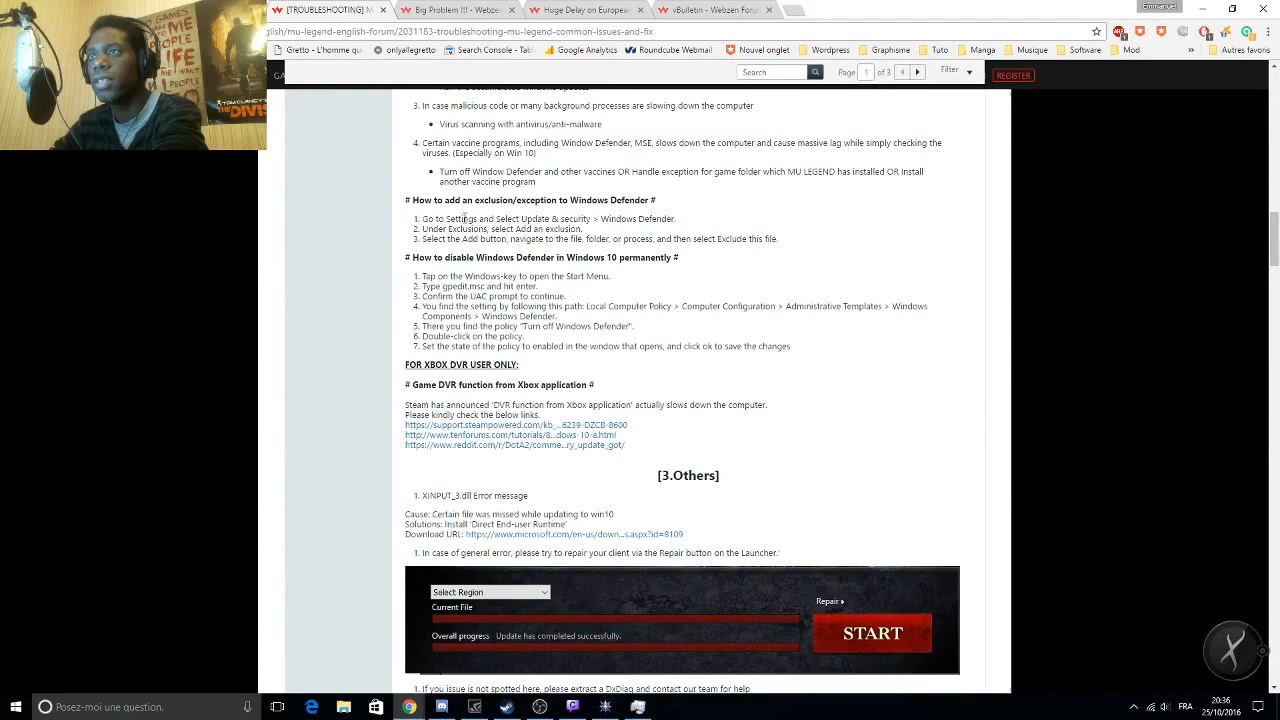 [TROUBLESHOOTING] M
Big Problem !!! - Webzen
Huge Delay on European
vBulletin - Webzen Forum
Emmanuel
glish/mu-legend-english-forum/2031183-troubleshooting-mu-legend-common-issues-and-fix
Gretto - L'homme qu
onlyallegretto
Search Console - Tab
Google Analytics
Roundcube Webmail
Nouvel onglet
Wordpress
Graphisme
Tuto
Manga
Musique
Software
Mod
Autres favoris
Search
Page 1 of 3
Filter
REGISTER
3. In case malicious code or many background processes are slowing down the computer
Virus scanning with antivirus/anti-malware
4. Certain vaccine programs, including Window Defender, MSE, slows down the computer and cause massive lag while simply checking the
viruses. (Especially on Win 10)
Turn off Window Defender and other vaccines OR Handle exception for game folder which MU LEGEND has installed OR Install
another vaccine program
# How to add an exclusion/exception to Windows Defender #
1. Go to Settings and Select Update & security > Windows Defender.
2. Under Exclusions, select Add an exclusion.
3. Select the Add button, navigate to the file, folder, or process, and then select Exclude this file.
# How to disable Windows Defender in Windows 10 permanently #
1. Tap on the Windows-key to open the Start Menu.
2. Type gpedit.msc and hit enter.
3. Confirm the UAC prompt to continue.
4. You find the setting by following this path: Local Computer Policy > Computer Configuration > Administrative Templates > Windows
Components > Windows Defender.
5. There you find the policy "Turn off Windows Defender".
6. Double-click on the policy.
7. Set the state of the policy to enabled in the window that opens, and click ok to save the changes
FOR XBOX DVR USER ONLY:
# Game DVR function from Xbox application #
Steam has announced 'DVR function from Xbox application' actually slows down the computer.
Please kindly check the below links.
https://support.steampowered.com/kb_...6239-DZCB-8600
http://www.tenforums.com/tutorials/8...dows-10-a.html
https://www.reddit.com/r/DotA2/comme...ry_update_got/
[3.Others]
1. XINPUT_3.dll Error message
Cause: Certain file was missed while updating to win10
Solutions: Install 'Direct End-user Runtime'
Download URL: https://www.microsoft.com/en-us/down...s.aspx?id=8109
1. In case of general error, please try to repair your client via the Repair button on the Launcher.'
Select Region
Current File
Repair
Overall progress Update has completed successfully.
START
1. If you issue is not spotted here, please extract a DxDiag and contact our team for help
Posez-moi une question.
FRA
20:36
25/10/2016